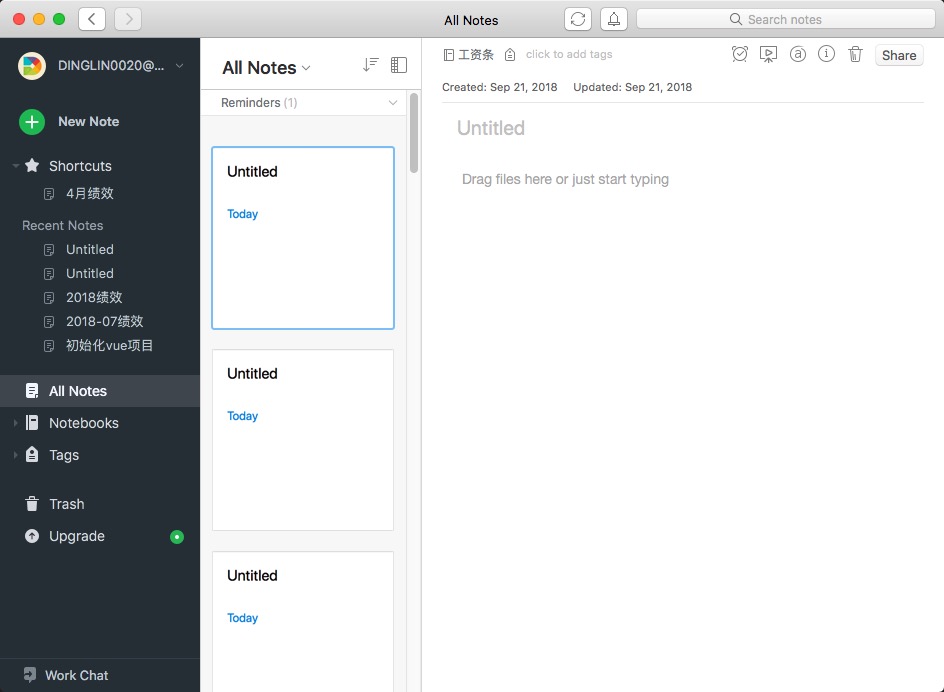 All Notes
Search notes
DINGLIN0020@...
New Note
Shortcuts
4月绩效
Recent Notes
Untitled
Untitled
2018绩效
2018-07绩效
初始化vue项目
All Notes
Notebooks
Tags
Trash
Upgrade
Work Chat
All Notes
Reminders (1)
Untitled
Today
Untitled
Today
Untitled
Today
工资条 click to add tags
Share
Created: Sep 21, 2018 Updated: Sep 21, 2018
Untitled
Drag files here or just start typing